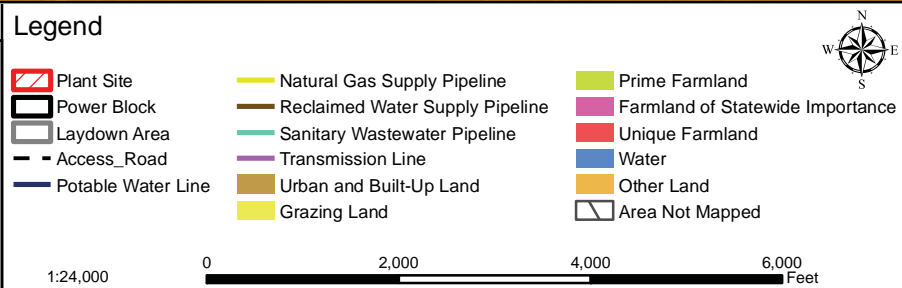 Legend
N
W E
S
Plant Site
Power Block
Laydown Area
Access_Road
Potable Water Line
Natural Gas Supply Pipeline
Reclaimed Water Supply Pipeline
Sanitary Wastewater Pipeline
Transmission Line
Urban and Built-Up Land
Grazing Land
Prime Farmland
Farmland of Statewide Importance
Unique Farmland
Water
Other Land
Area Not Mapped
1:24,000
0 2,000 4,000 6,000
Feet